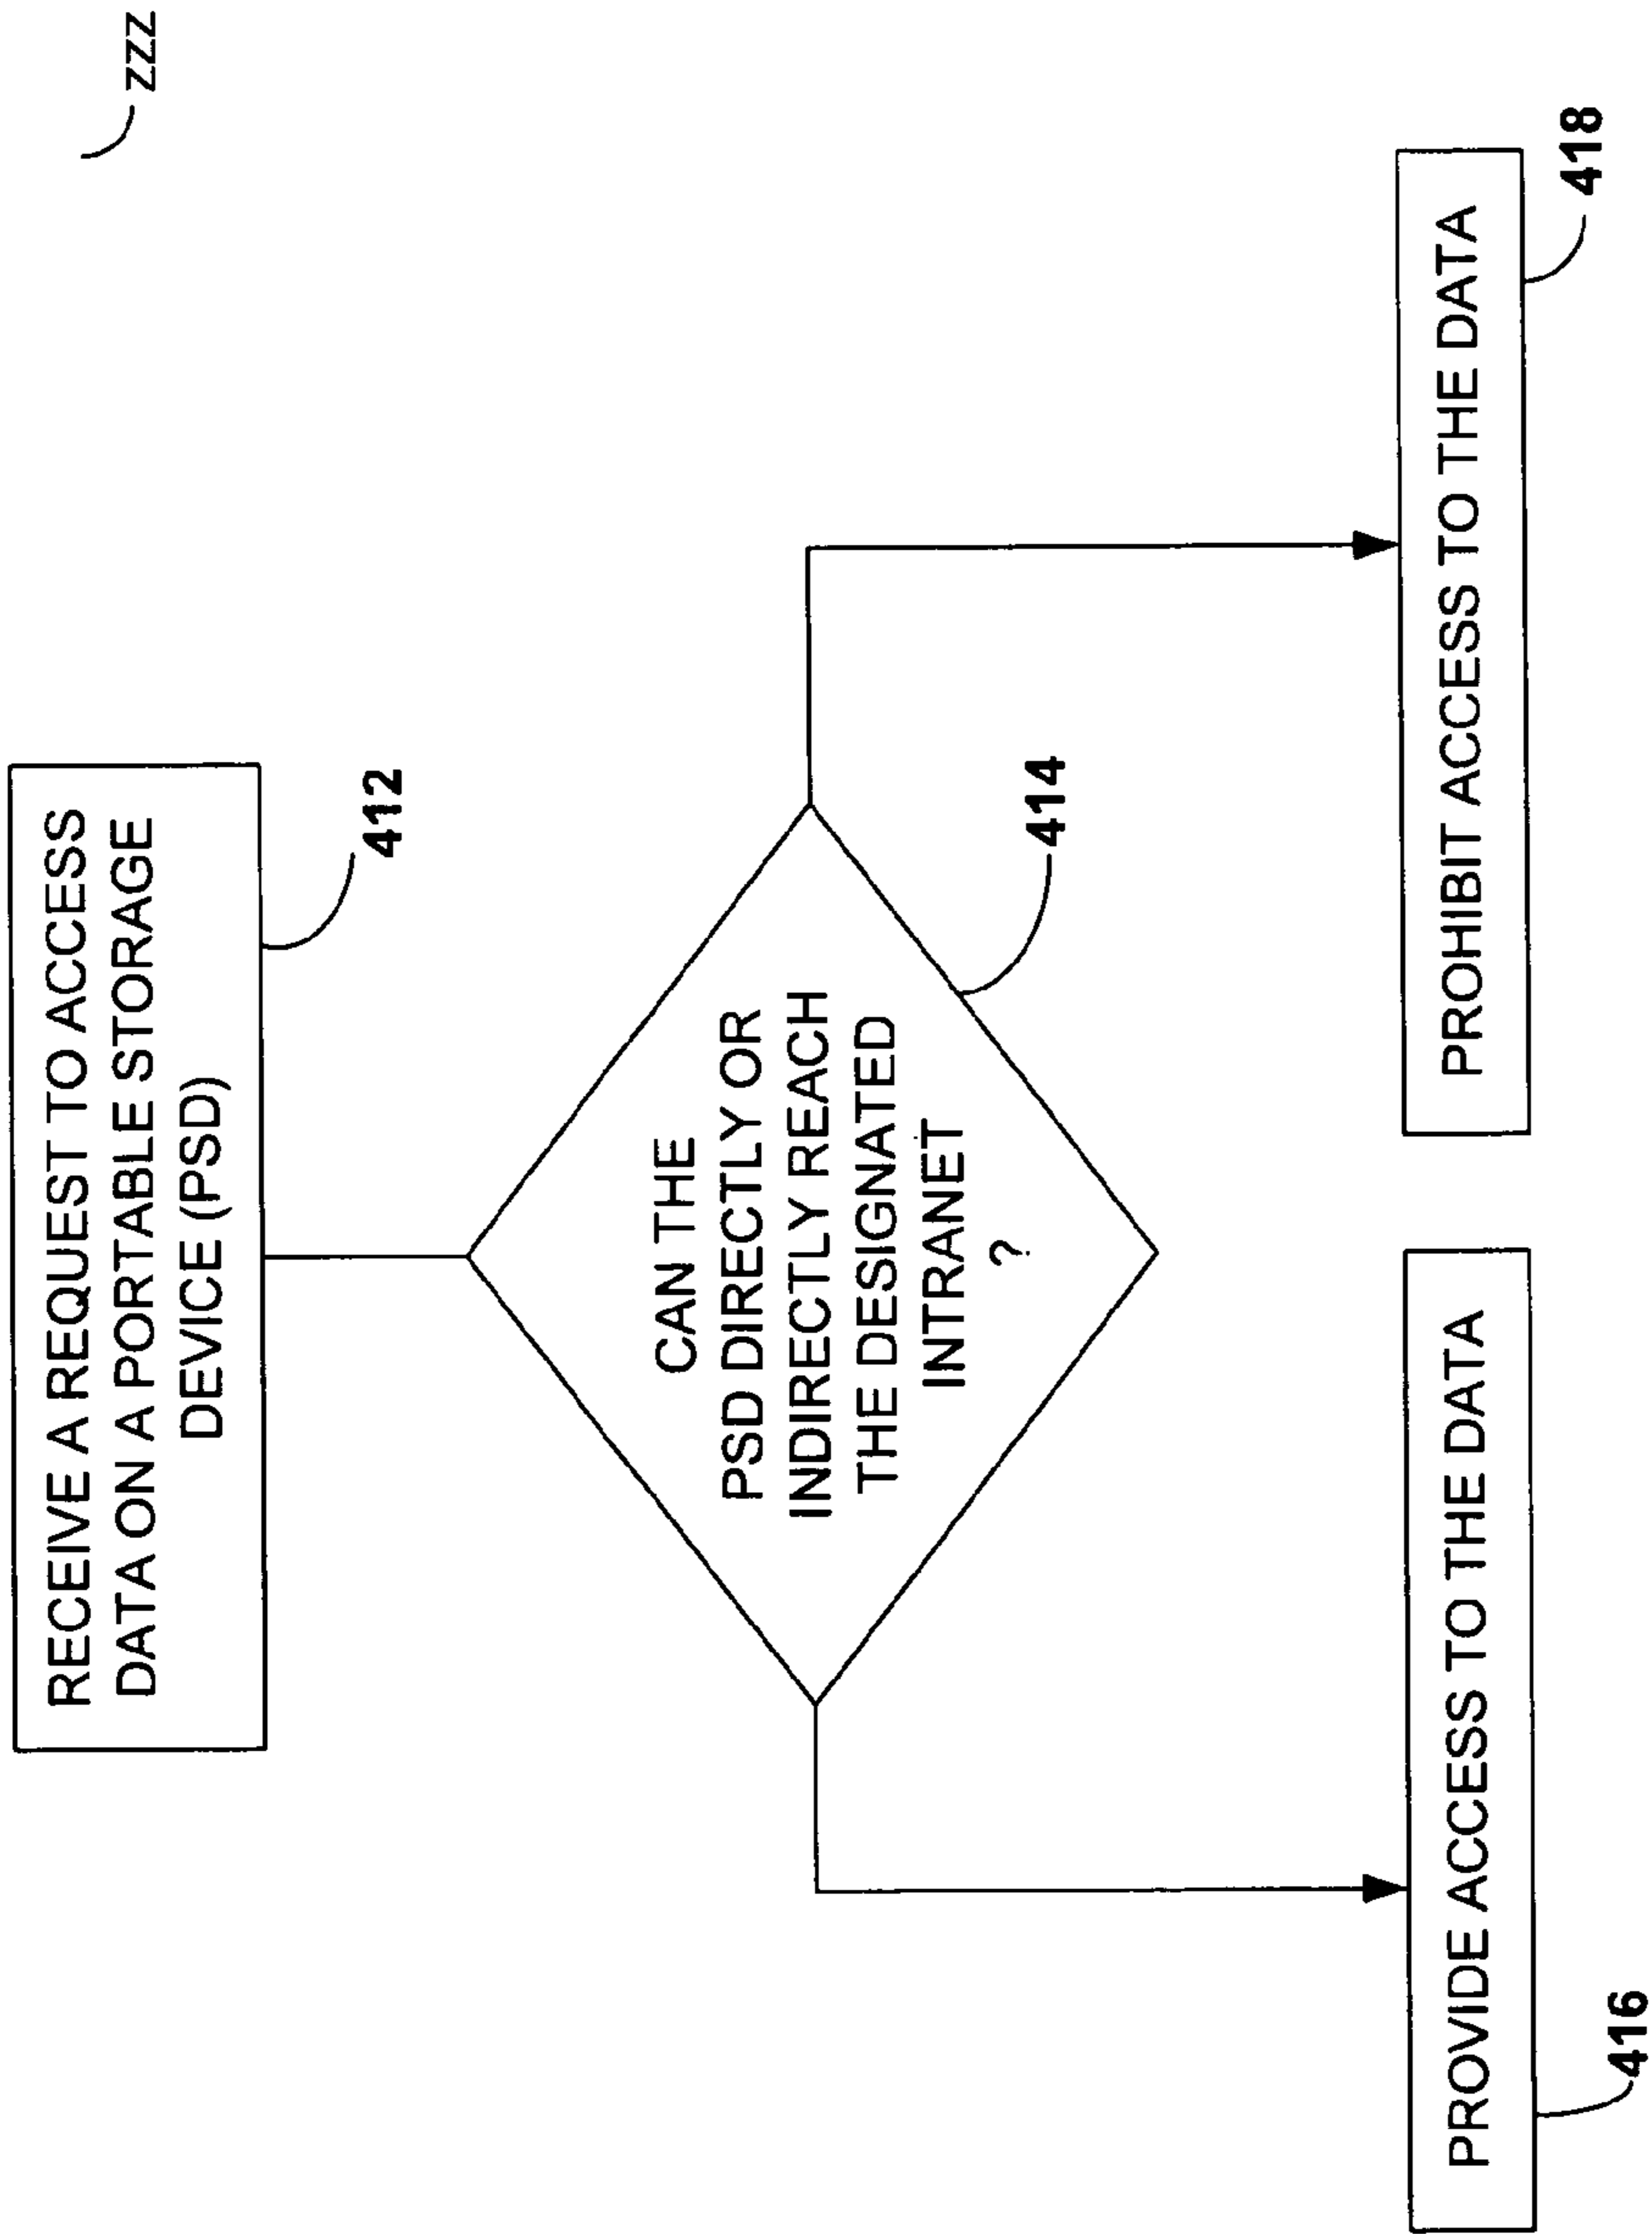 ZZZ
RECEIVE A REQUEST TO ACCESS
DATA ON A PORTABLE STORAGE
DEVICE (PSD)
412
CAN THE
PSD DIRECTLY OR
INDIRECTLY REACH
THE DESIGNATED
INTRANET
?
414
PROVIDE ACCESS TO THE DATA
416
PROHIBIT ACCESS TO THE DATA
418